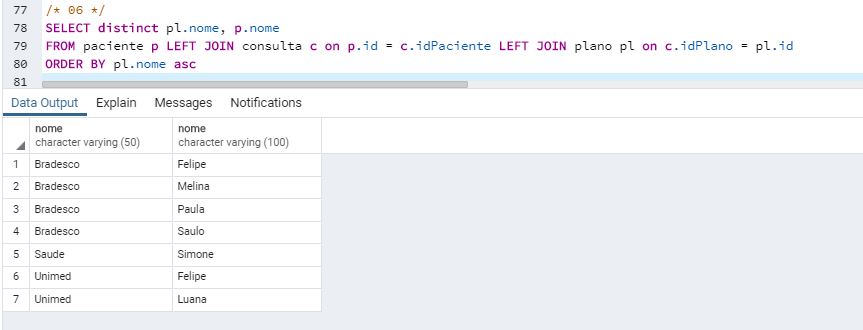 77 /* 06 */
78 SELECT distinct pl.nome, p.nome
79 FROM paciente p LEFT JOIN consulta c on p.id = c.idPaciente LEFT JOIN plano pl on c.idPlano = pl.id
80 ORDER BY pl.nome asc
81
Data Output Explain Messages Notifications
nome nome
character varying (50) character varying (100)
1 Bradesco Felipe
2 Bradesco Melina
3 Bradesco Paula
4 Bradesco Saulo
5 Saude Simone
6 Unimed Felipe
7 Unimed Luana